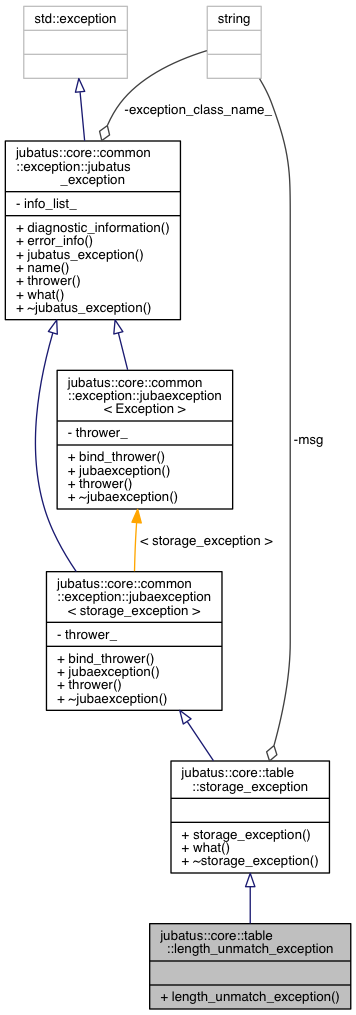 std::exception
string
-exception_class_name_
jubatus::core::common
::exception::jubatus
_exception
- info_list_
+ diagnostic_information()
+ error_info()
+ jubatus_exception()
+ name()
+ thrower()
+ what()
+ ~jubatus_exception()
jubatus::core::common
::exception::jubaexception
< Exception >
- thrower_
+ bind_thrower()
+ jubaexception()
+ thrower()
+ ~jubaexception()
-msg
< storage_exception >
jubatus::core::common
::exception::jubaexception
< storage_exception >
- thrower_
+ bind_thrower()
+ jubaexception()
+ thrower()
+ ~jubaexception()
jubatus::core::table
::storage_exception
+ storage_exception()
+ what()
+ ~storage_exception()
jubatus::core::table
::length_unmatch_exception
+ length_unmatch_exception()